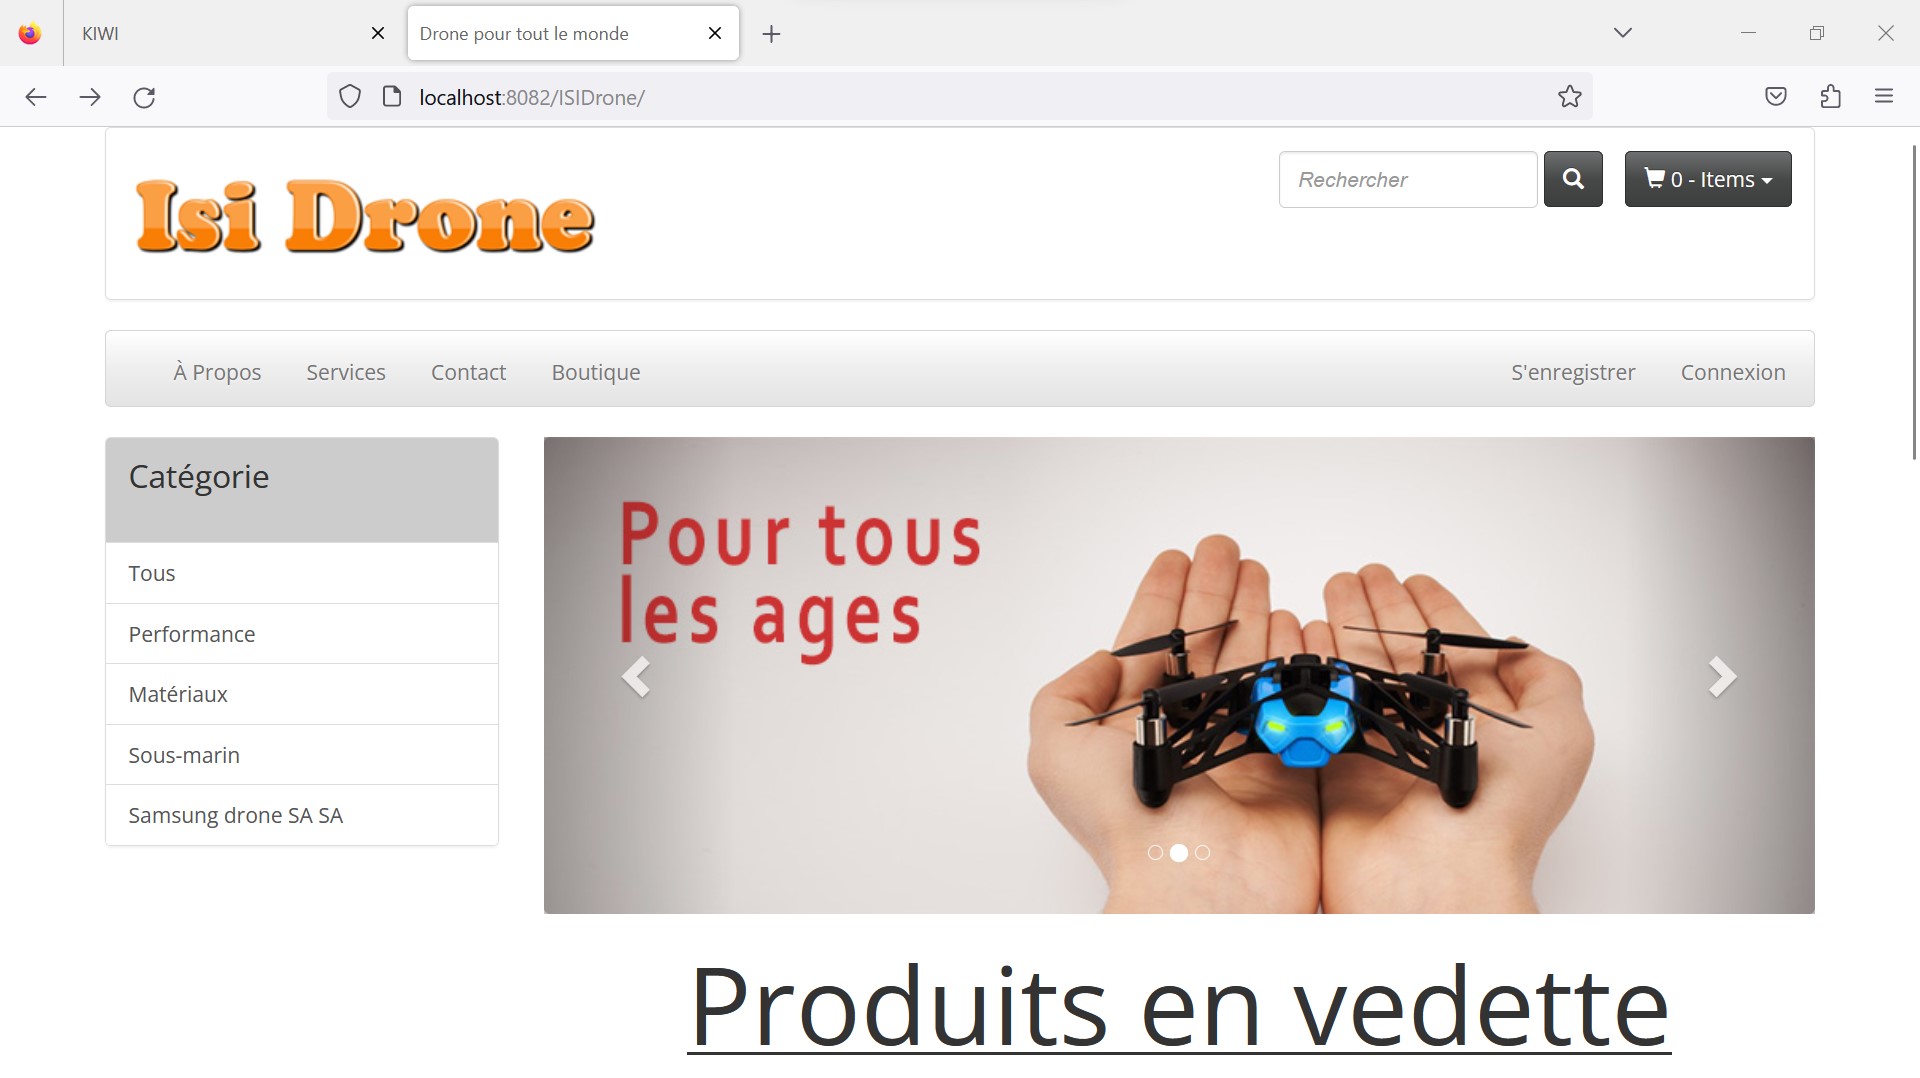 KIWI
Drone pour tout le monde
localhost:8082/ISIDrone/
Isi Drone
Rechercher
0 - Items
À Propos
Services
Contact
Boutique
S'enregistrer
Connexion
Catégorie
Tous
Performance
Matériaux
Sous-marin
Samsung drone SA SA
Pour tous
les ages
Produits en vedette